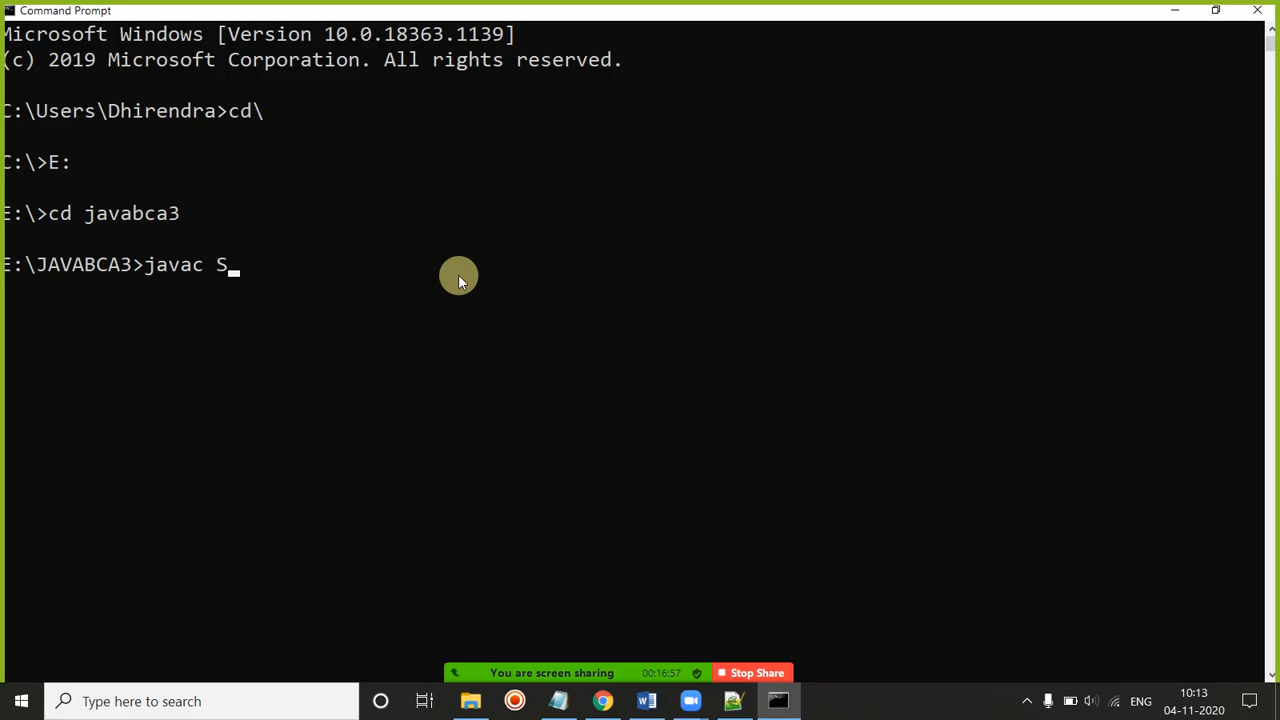 Command Prompt
Microsoft Windows [Version 10.0.18363.1139]
(c) 2019 Microsoft Corporation. All rights reserved.
C:\Users\Dhirendra>cd\
C:\>E:
E:\>cd javabca3
E:\JAVABCA3>javac S_
You are screen sharing 00:16:57 Stop Share
Type here to search
ENG
10:13
04-11-2020